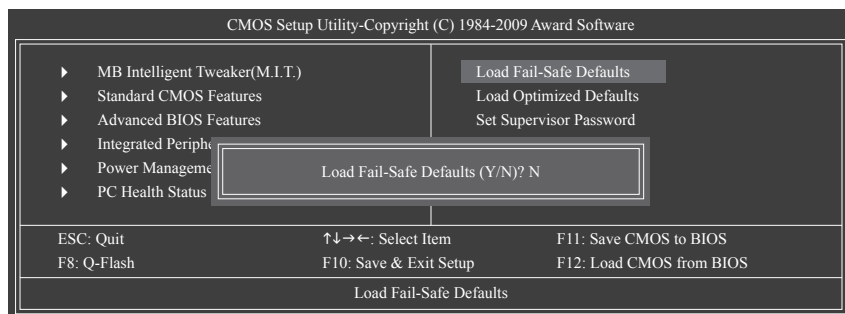 CMOS Setup Utility-Copyright (C) 1984-2009 Award Software
MB Intelligent Tweaker(M.I.T.)
Standard CMOS Features
Advanced BIOS Features
Integrated Periphe
Power Manageme
PC Health Status
Load Fail-Safe Defaults
Load Optimized Defaults
Set Supervisor Password
Load Fail-Safe Defaults (Y/N)? N
ESC: Quit ↑↓→←: Select Item F11: Save CMOS to BIOS
F8: Q-Flash F10: Save & Exit Setup F12: Load CMOS from BIOS
Load Fail-Safe Defaults